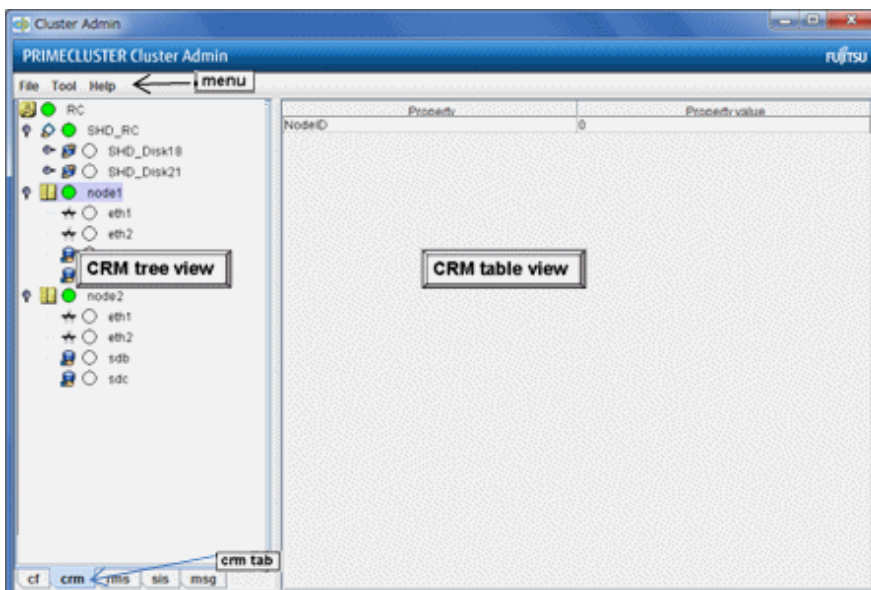 Cluster Admin
PRIMECLUSTER Cluster Admin
FUJITSU
File Tool Help
menu
RC
SHD_RC
SHD_Disk18
SHD_Disk21
node1
eth1
eth2
CRM tree view
node2
eth1
eth2
sdb
sdc
Property Property value
NodeID 0
CRM table view
crm tab
cf crm rms sis msg